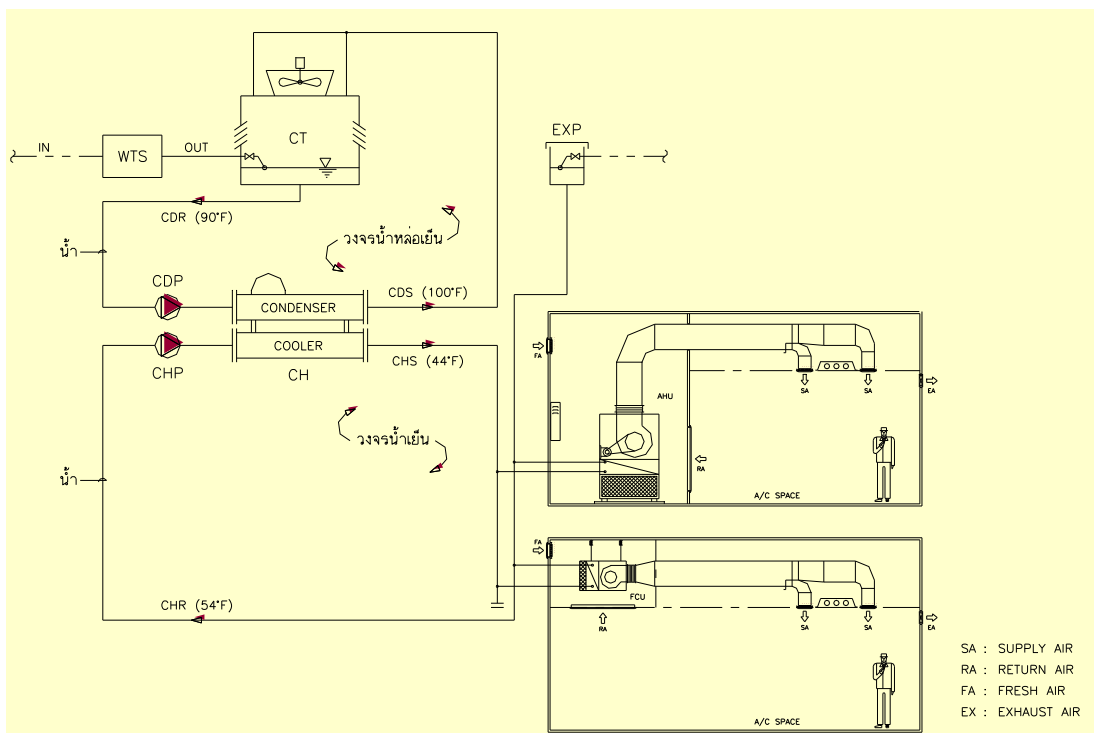 EXP
CT
IN
WTS
OUT
CDR (90°F)
วงจรน้ำหล่อเย็น
น้ำ
CDP
CDS (100°F)
CONDENSER
COOLER
CHP
CH
CHS (44°F)
FA
SA
SA
EA
AHU
วงจรน้ำเย็น
RA
น้ำ
A/C SPACE
FA
FCU
CHR (54°F)
RA
SA
SA
EA
A/C SPACE
SA : SUPPLY AIR
RA : RETURN AIR
FA : FRESH AIR
EX : EXHAUST AIR